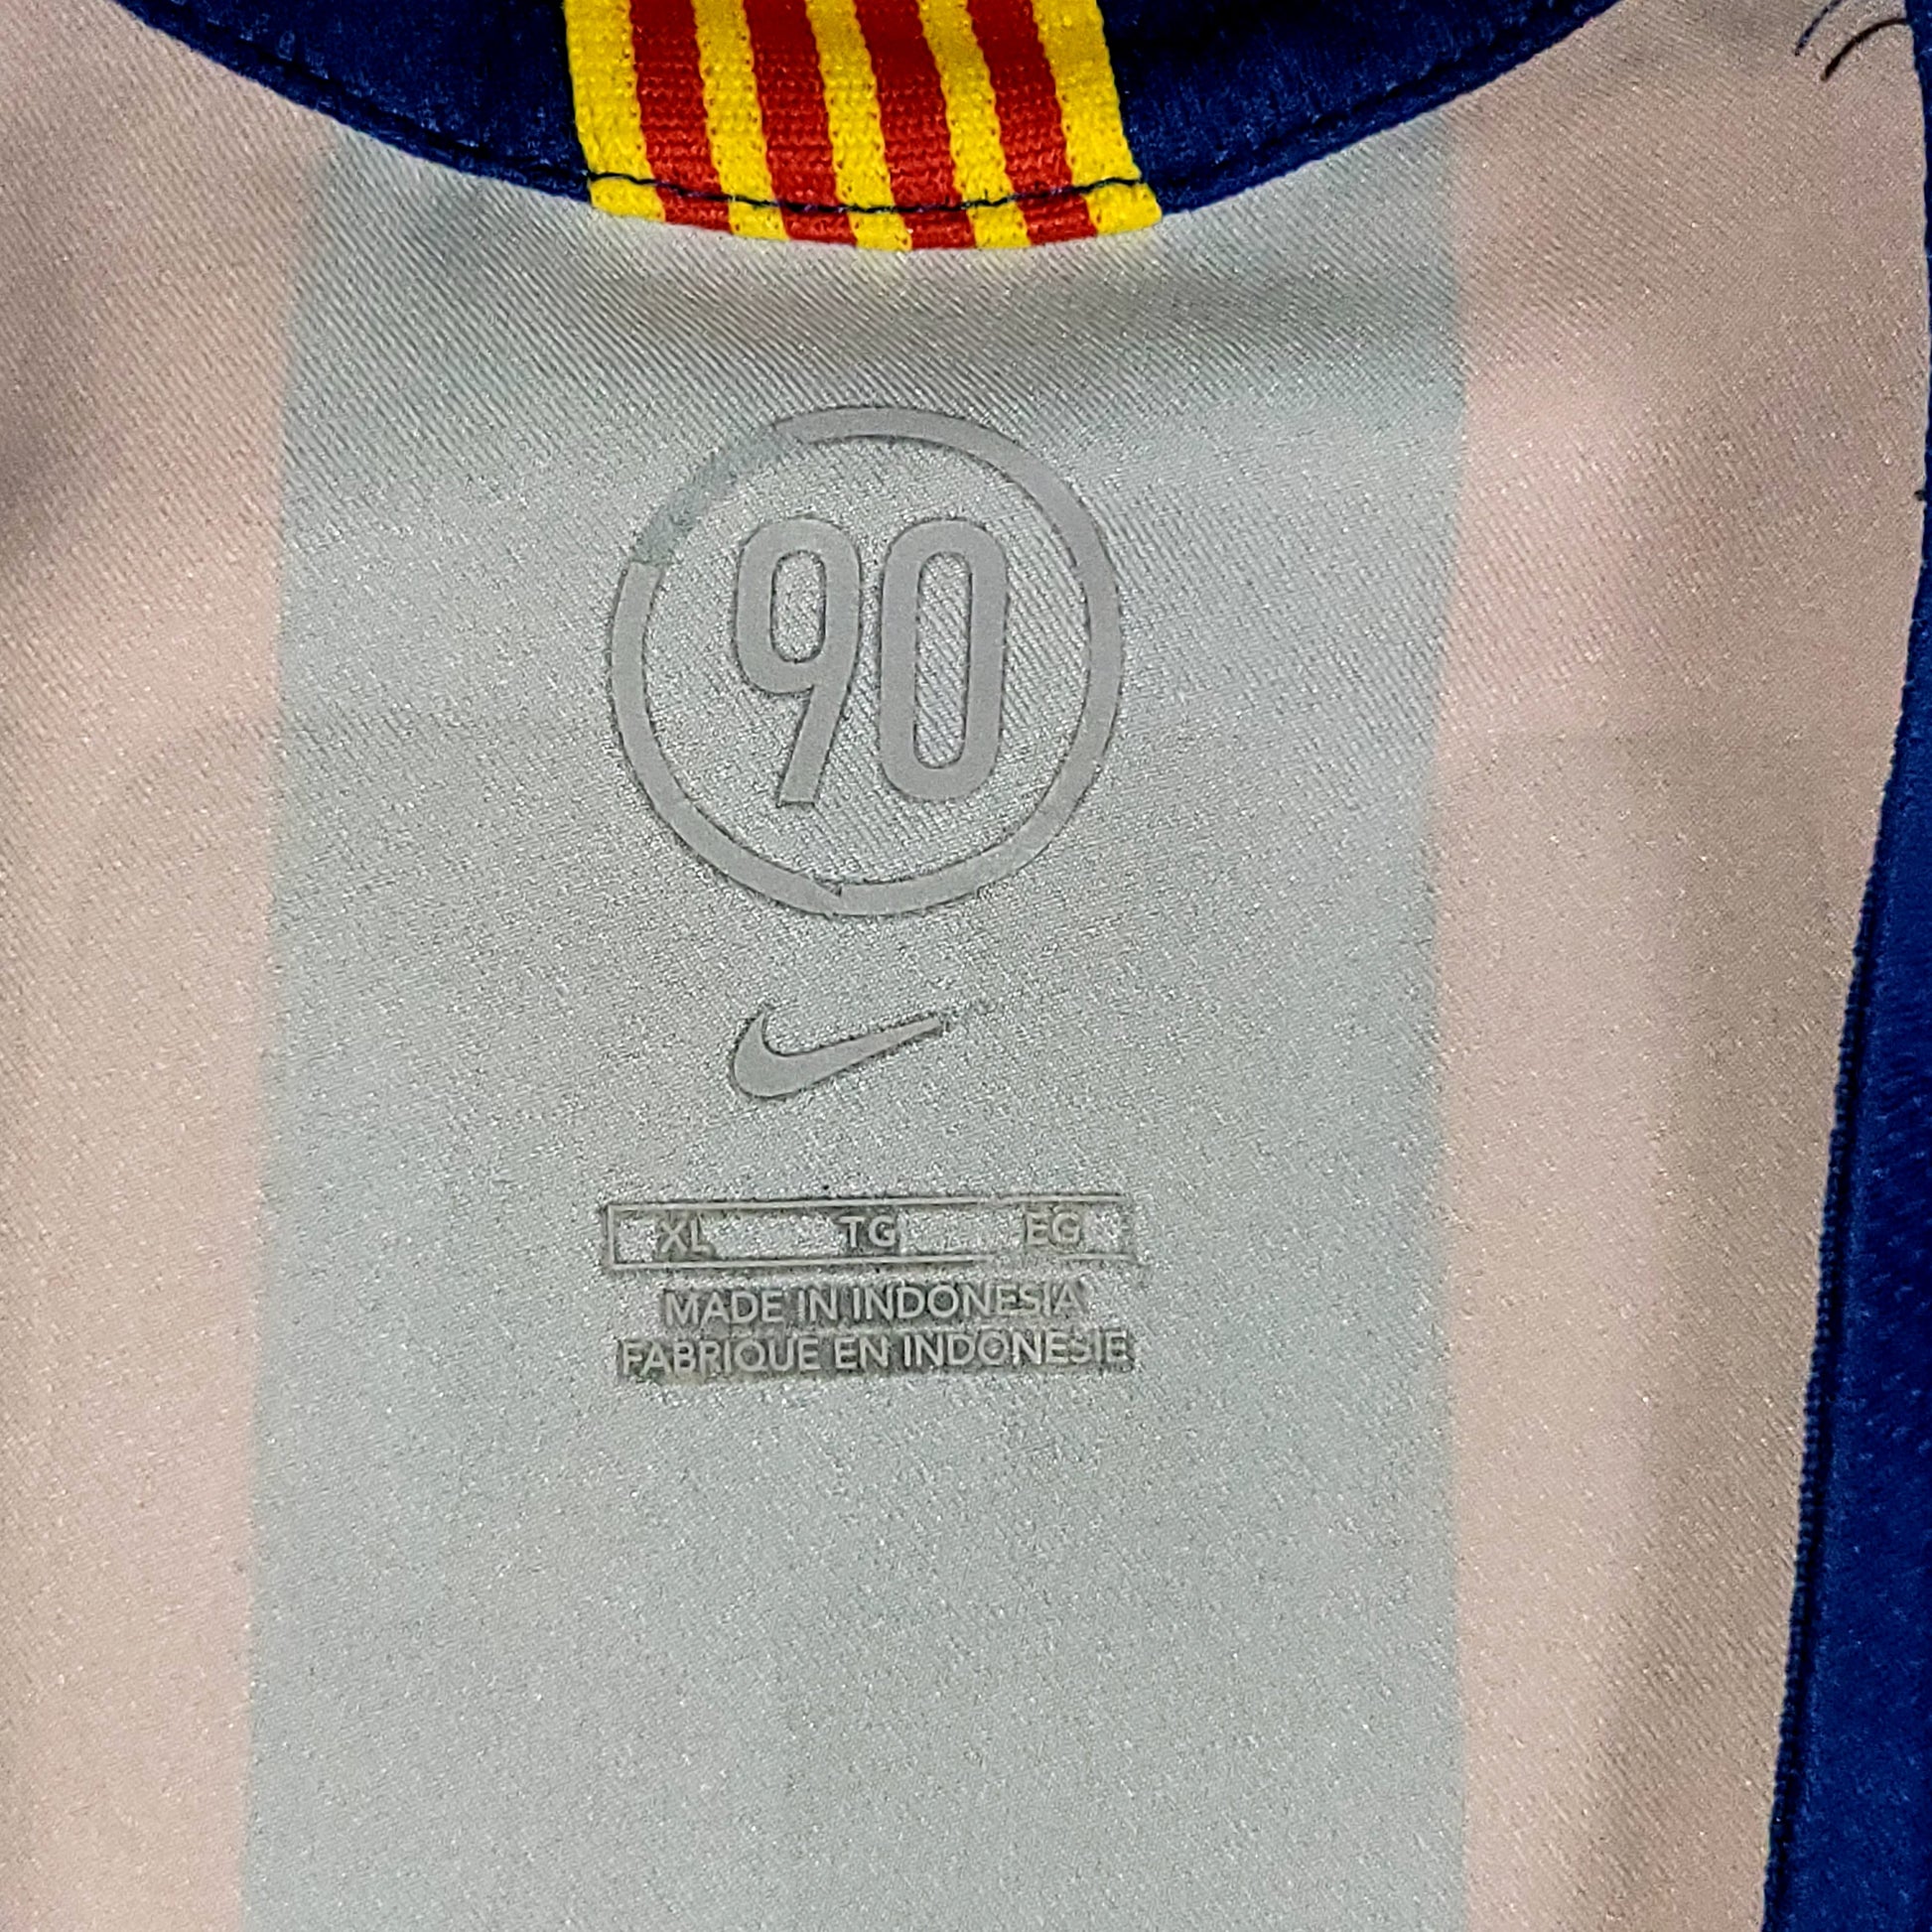 90
XL TG EG
MADE IN INDONESIA
FABRIQUE EN INDONESIE